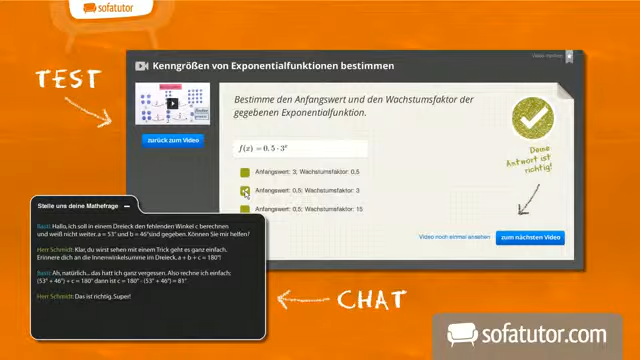 sofatutor
TEST
Kenngrößen von Exponentialfunktionen bestimmen
zurück zum Video
Bestimme den Anfangswert und den Wachstumsfaktor der
gegebenen Exponentialfunktion.
f(x) = 0,5 · 3ˣ
Anfangswert: 3; Wachstumsfaktor: 0,5
Anfangswert: 0,5; Wachstumsfaktor: 3
Anfangswert: 0,5; Wachstumsfaktor: 15
Deine
Antwort ist
richtig!
Video noch einmal ansehen
zum nächsten Video
Stelle uns deine Mathefrage
Basti: Hallo, ich soll in einem Dreieck den fehlenden Winkel c berechnen
und weiß nicht weiter. a = 53° und b = 46° sind gegeben. Können Sie mir helfen?
Herr Schmidt: Klar, du wirst sehen mit einem Trick geht es ganz einfach.
Erinnere dich an die Innenwinkelsumme im Dreieck, a + b + c = 180°!
Basti: Ah, natürlich... das hatt ich ganz vergessen. Also rechne ich einfach:
(53° + 46°) + c = 180° dann ist c = 180° - (53° + 46°) = 81°
Herr Schmidt: Das ist richtig. Super!
CHAT
sofatutor.com